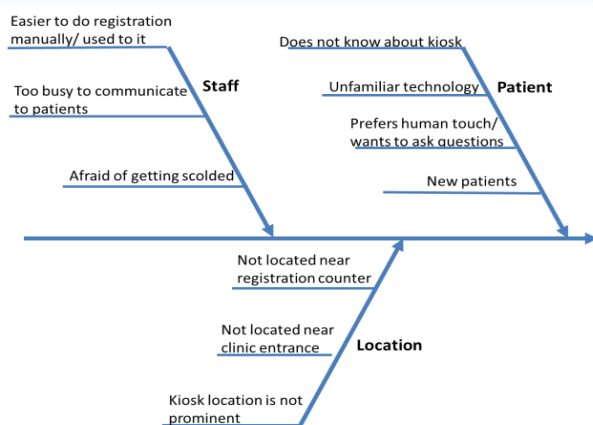 Easier to do registration
manually/ used to it
Too busy to communicate
to patients
Afraid of getting scolded
Staff
Does not know about kiosk
Unfamiliar technology
Prefers human touch/
wants to ask questions
New patients
Patient
Not located near
registration counter
Not located near
clinic entrance
Kiosk location is not
prominent
Location